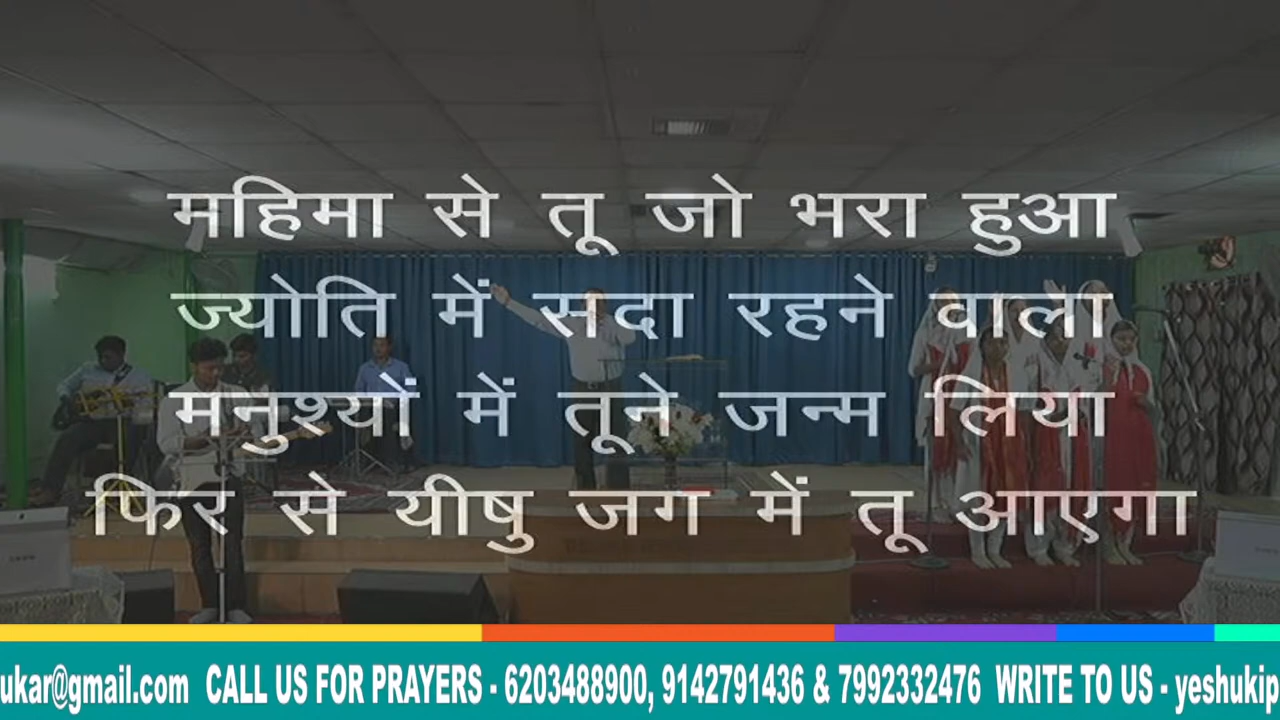 महिमा से तू जो भरा हुआ
ज्योति में सदा रहने वाला
मनुश्यों में तूने जन्म लिया
फिर से यीषु जग में तू आएगा
ukar@gmail.com CALL US FOR PRAYERS - 6203488900, 9142791436 & 7992332476 WRITE TO US - yeshukip